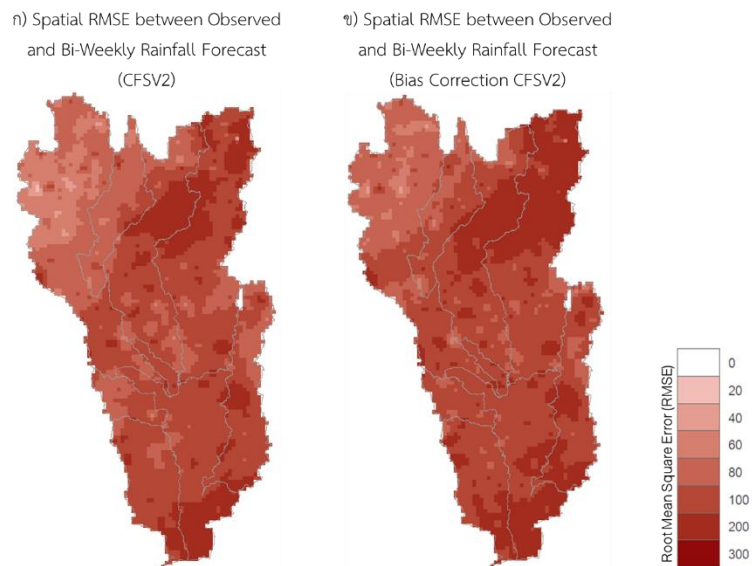 ก) Spatial RMSE between Observed
and Bi-Weekly Rainfall Forecast
(CFSV2)
ข) Spatial RMSE between Observed
and Bi-Weekly Rainfall Forecast
(Bias Correction CFSV2)
Root Mean Square Error (RMSE)
0
20
40
60
80
100
200
300